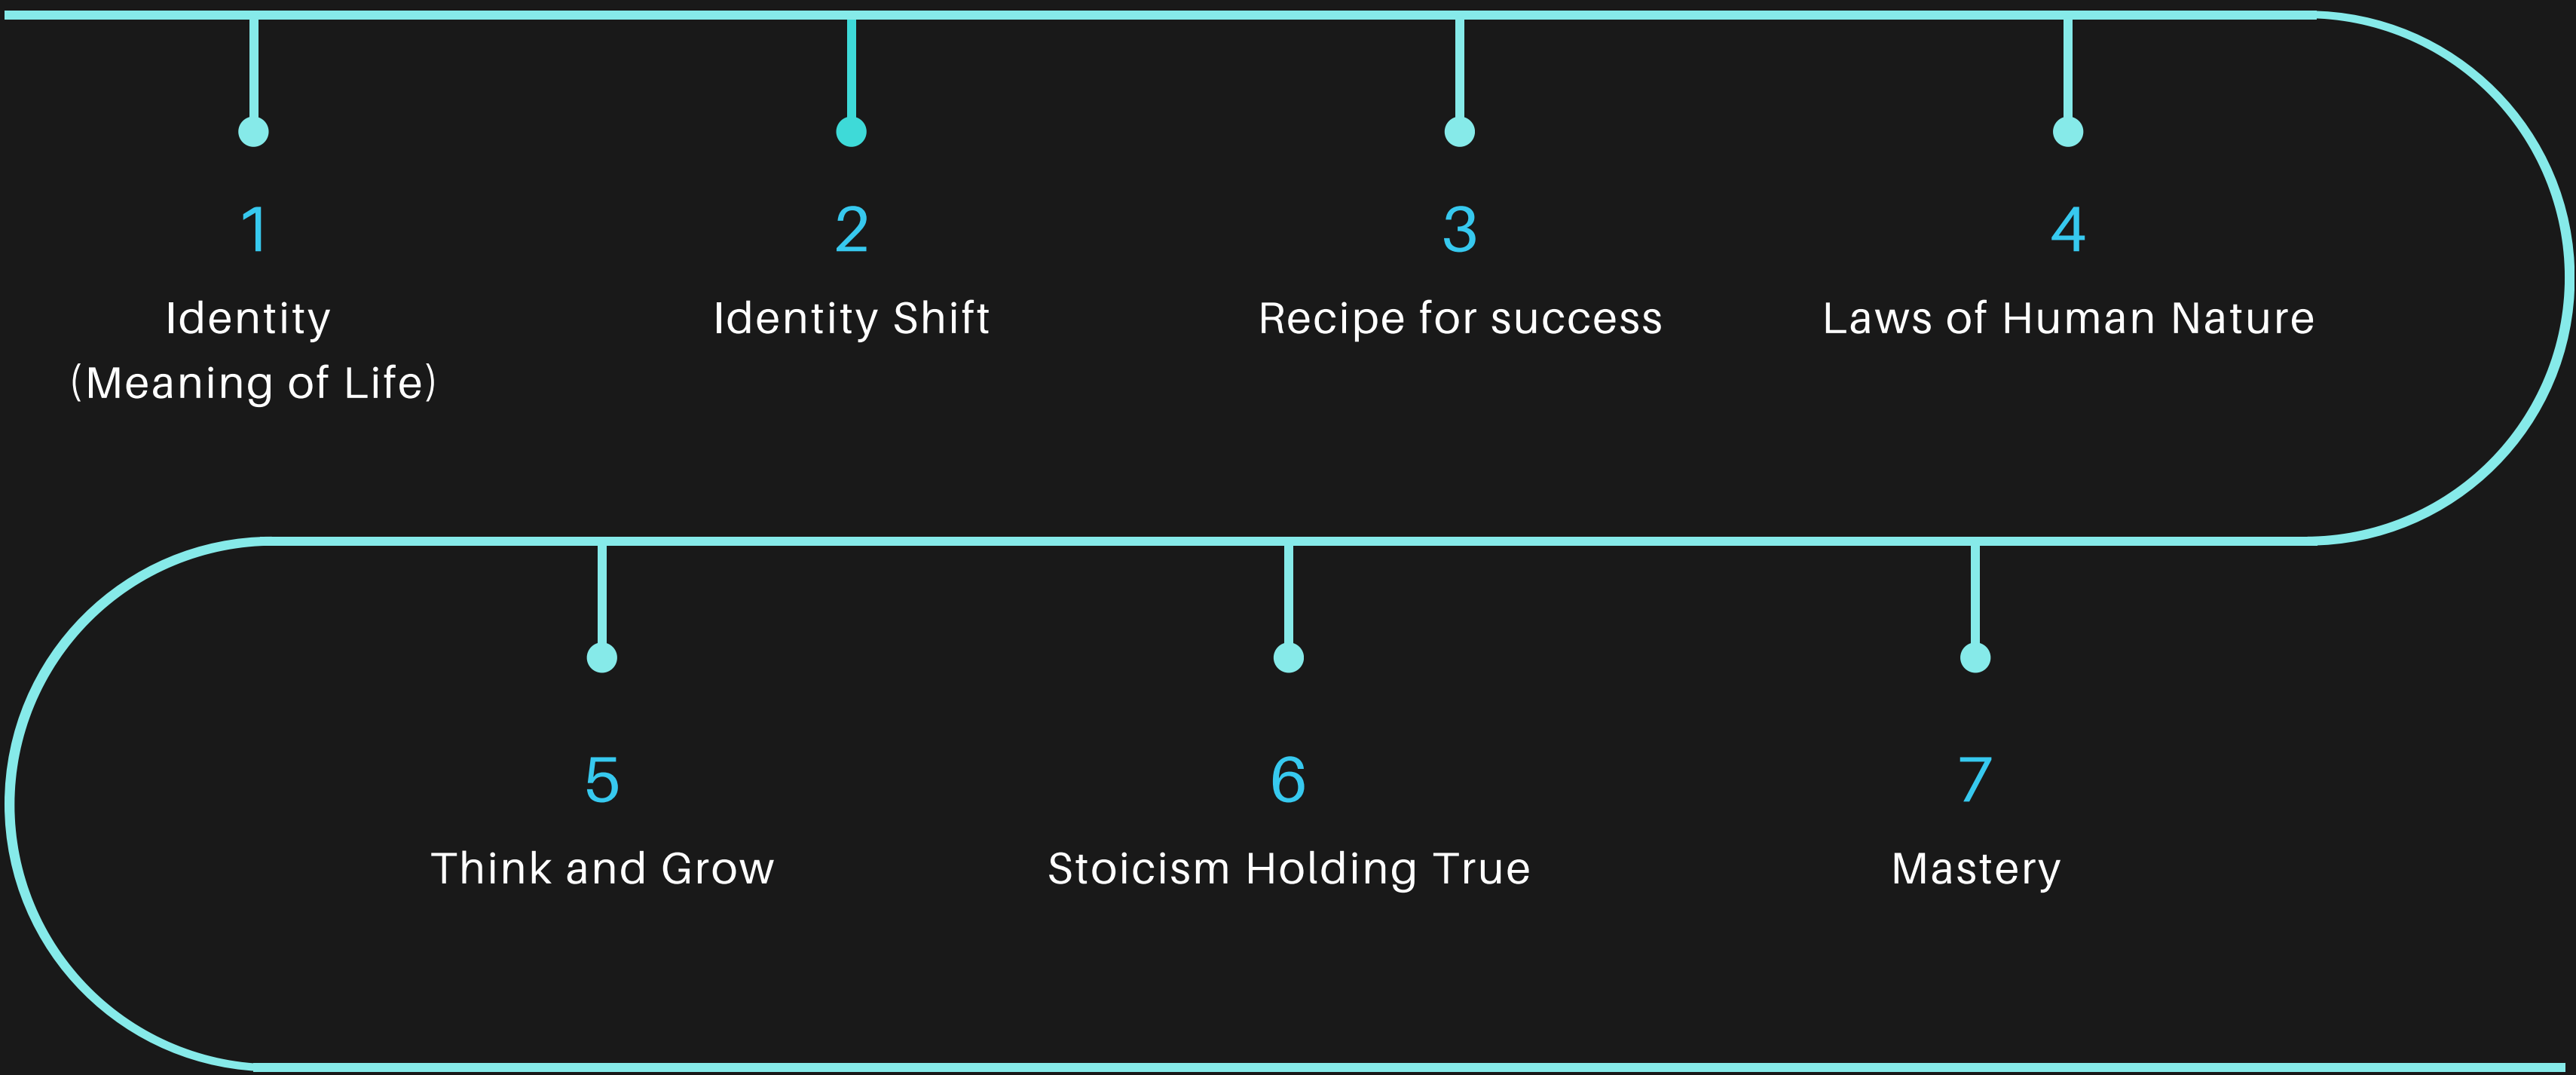 1
Identity
(Meaning of Life)
2
Identity Shift
3
Recipe for success
4
Laws of Human Nature
5
Think and Grow
6
Stoicism Holding True
7
Mastery